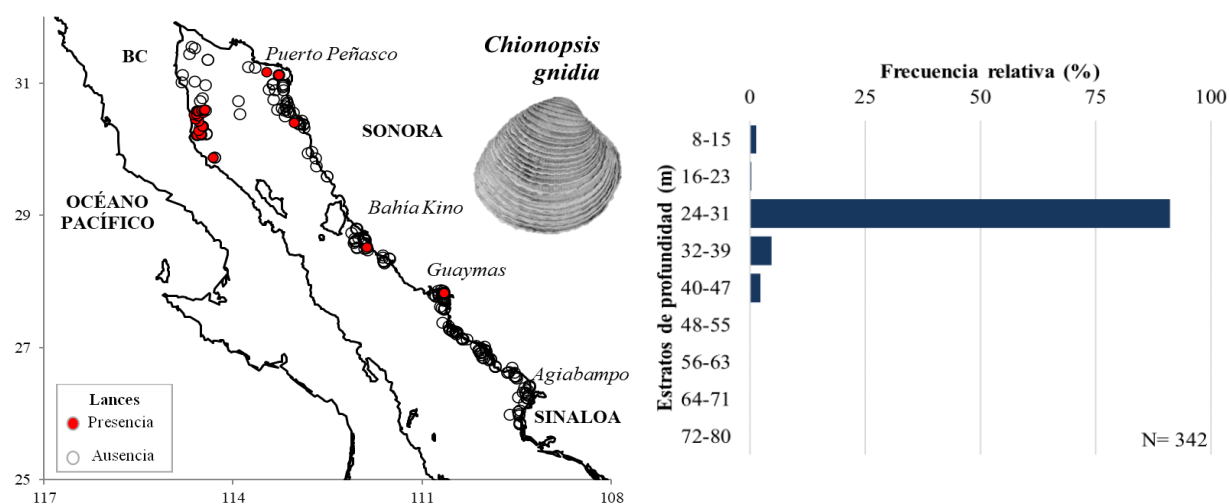 BC
Puerto Peñasco
Chionopsis
gnidia
31
SONORA
OCÉANO
PACÍFICO
29
Bahía Kino
Guaymas
27
Agiabampo
SINALOA
Lances
Presencia
Ausencia
25
117
114
111
108
Frecuencia relativa (%)
0
25
50
75
100
Estratos de profundidad (m)
8-15
16-23
24-31
32-39
40-47
48-55
56-63
64-71
72-80
N= 342